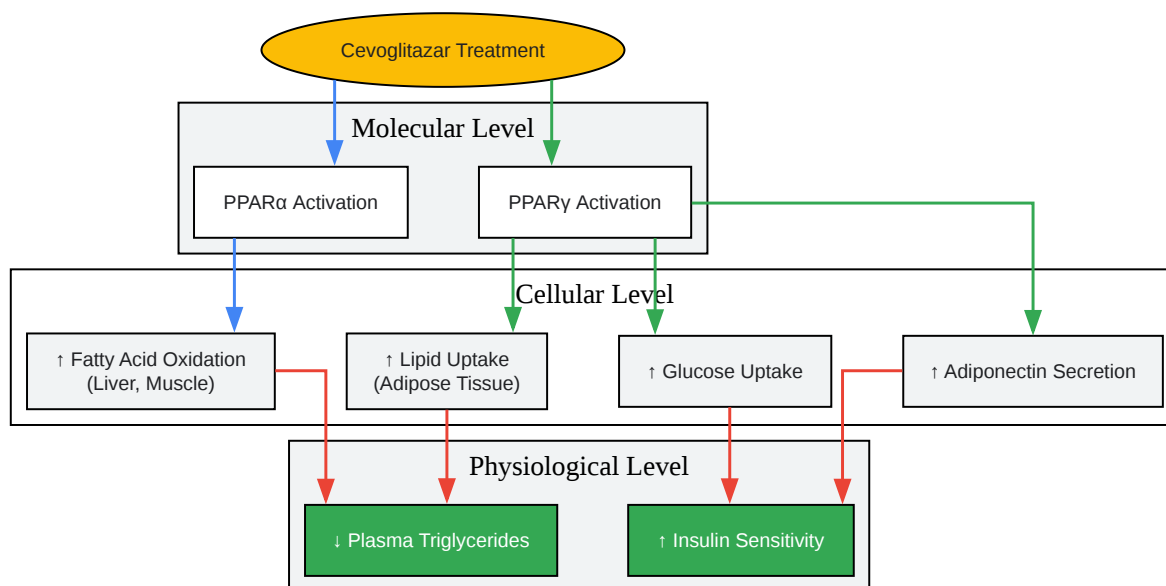 Cevoglitazar Treatment
Molecular Level
PPARα Activation
PPARγ Activation
Cellular Level
↑ Fatty Acid Oxidation
(Liver, Muscle)
↑ Lipid Uptake
(Adipose Tissue)
↑ Glucose Uptake
↑ Adiponectin Secretion
Physiological Level
↓ Plasma Triglycerides
↑ Insulin Sensitivity